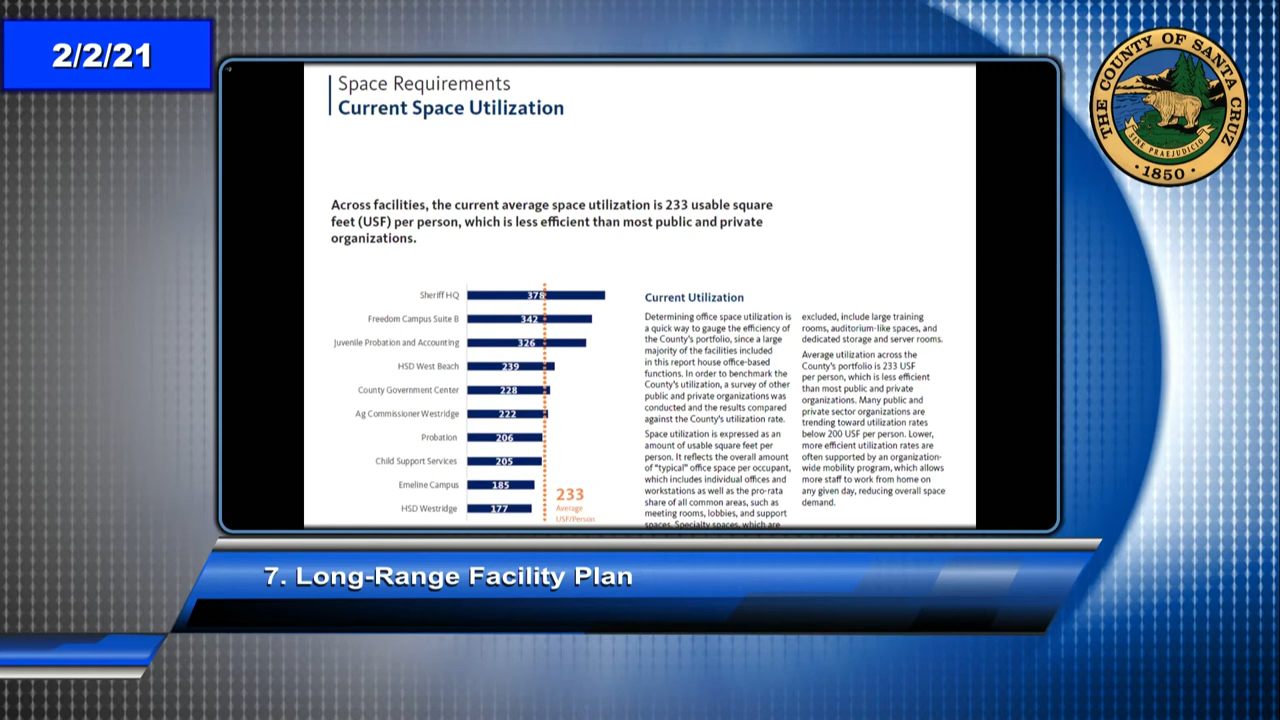 2/2/21
THE COUNTY OF SANTA CRUZ
SINE PRAEJUDICIO
• 1850 •
Space Requirements
Current Space Utilization
Across facilities, the current average space utilization is 233 usable square
feet (USF) per person, which is less efficient than most public and private
organizations.
Sheriff HQ 378
Freedom Campus Suite B 342
Juvenile Probation and Accounting 326
HSD West Beach 239
County Government Center 228
Ag Commissioner Westridge 222
Probation 206
Child Support Services 205
Emeline Campus 185
HSD Westridge 177
233
Average
USF/Person
Current Utilization
Determining office space utilization is
a quick way to gauge the efficiency of
the County's portfolio, since a large
majority of the facilities included
in this report house office-based
functions. In order to benchmark the
County's utilization, a survey of other
public and private organizations was
conducted and the results compared
against the County's utilization rate.
Space utilization is expressed as an
amount of usable square feet per
person. It reflects the overall amount
of "typical" office space per occupant,
which includes individual offices and
workstations as well as the pro-rata
share of all common areas, such as
meeting rooms, lobbies, and support
spaces. Specialty spaces, which are
excluded, include large training
rooms, auditorium-like spaces, and
dedicated storage and server rooms.
Average utilization across the
County's portfolio is 233 USF
per person, which is less efficient
than most public and private
organizations. Many public and
private sector organizations are
trending toward utilization rates
below 200 USF per person. Lower,
more efficient utilization rates are
often supported by an organization-
wide mobility program, which allows
more staff to work from home on
any given day, reducing overall space
demand.
7. Long-Range Facility Plan